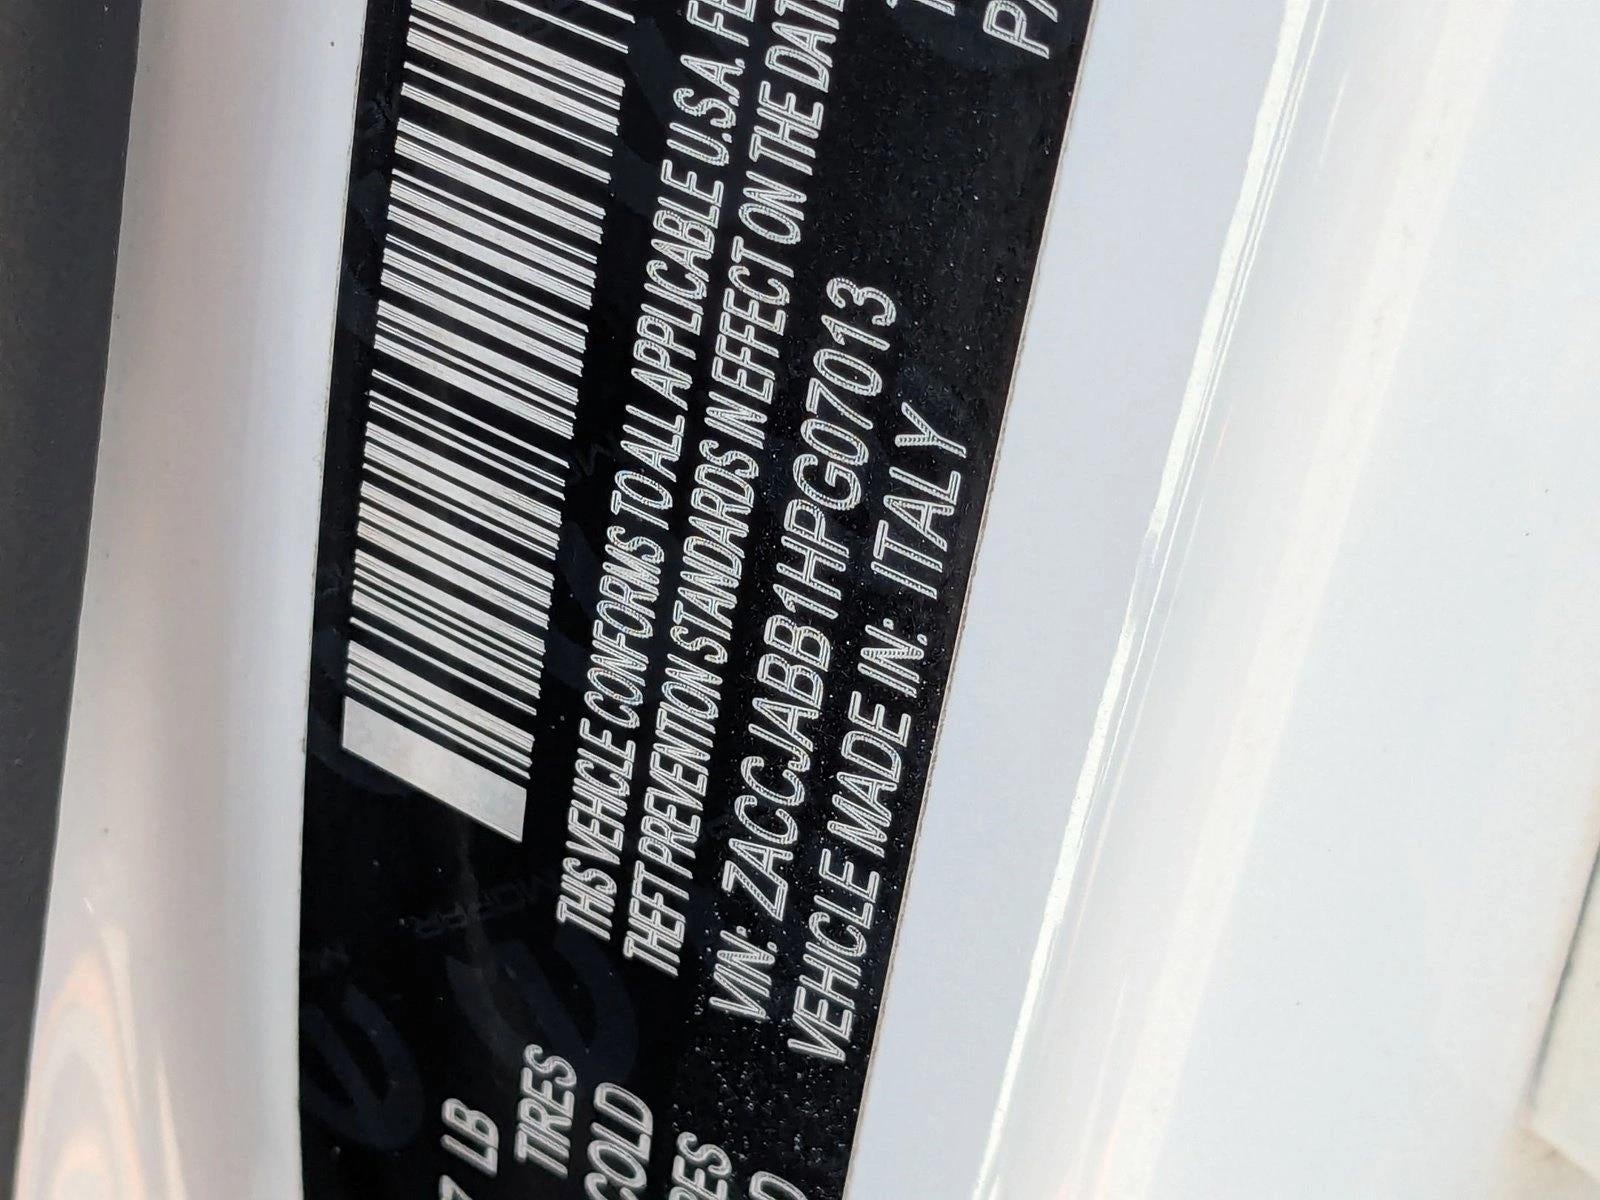 THIS VEHICLE CONFORMS TO ALL APPLICABLE U.S.A. FE
THEFT PREVENTION STANDARDS IN EFFECT ON THE DATE
VIN: ZACCJABB1HPG07013
VEHICLE MADE IN: ITALY
LB
TIRES
COLD